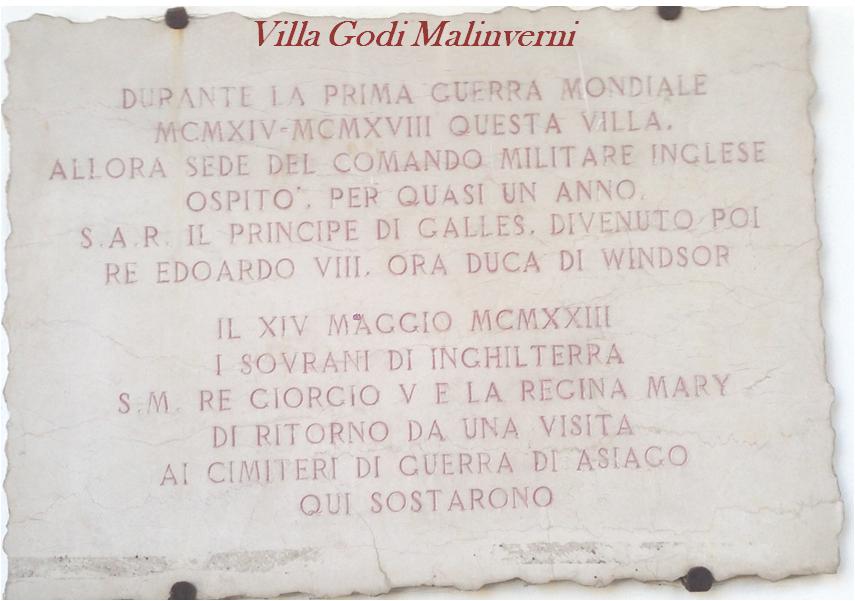 Villa Godi Malinverni
DURANTE LA PRIMA GUERRA MONDIALE
MCMXIV-MCMXVIII QUESTA VILLA,
ALLORA SEDE DEL COMANDO MILITARE INGLESE
OSPITO', PER QUASI UN ANNO,
S.A.R. IL PRINCIPE DI GALLES, DIVENUTO POI
RE EDOARDO VIII, ORA DUCA DI WINDSOR
IL XIV MAGGIO MCMXXIII
I SOVRANI DI INGHILTERRA
S.M. RE GIORGIO V E LA REGINA MARY
DI RITORNO DA UNA VISITA
AI CIMITERI DI GUERRA DI ASIAGO
QUI SOSTARONO